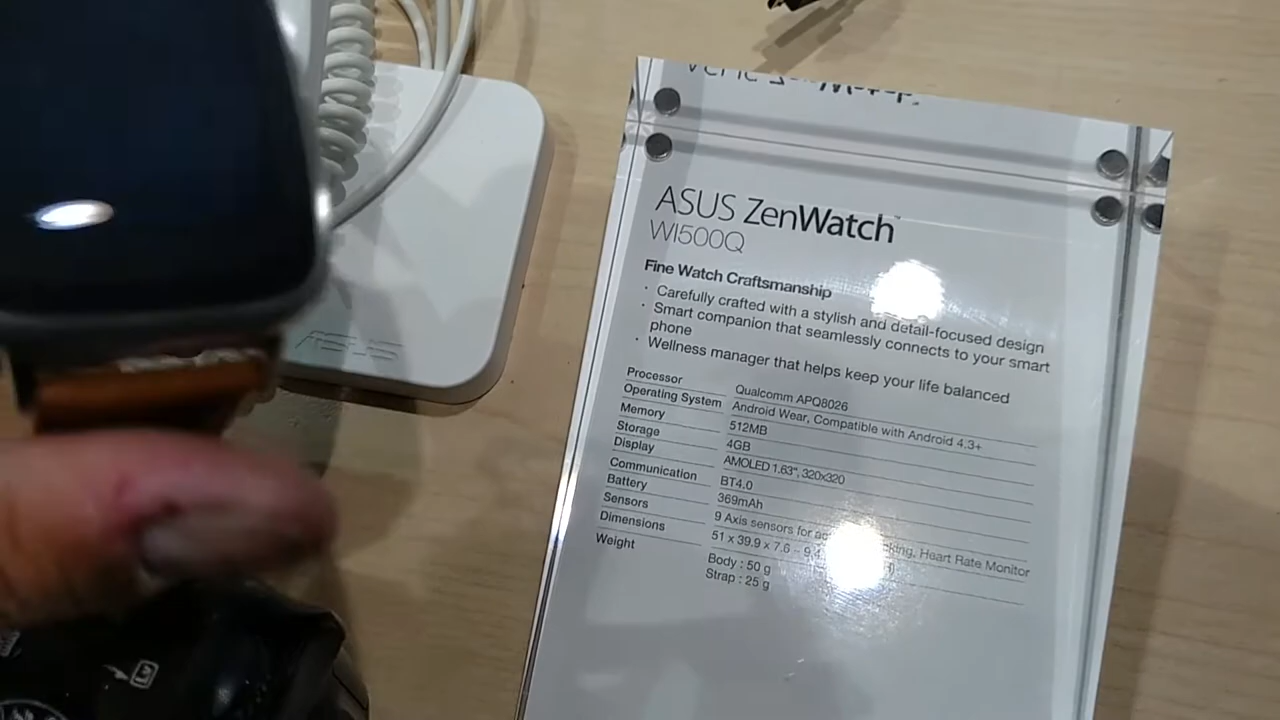 ASUS ZenWatch™
WI500Q
Fine Watch Craftsmanship
· Carefully crafted with a stylish and detail-focused design
· Smart companion that seamlessly connects to your smart
phone
· Wellness manager that helps keep your life balanced
Processor Qualcomm APQ8026
Operating System Android Wear, Compatible with Android 4.3+
Memory 512MB
Storage 4GB
Display AMOLED 1.63", 320x320
Communication BT4.0
Battery 369mAh
Sensors 9 Axis sensors for Heart Rate Monitor
Dimensions 51 x 39.9 x 7.6 ~
Weight Body : 50 g
Strap : 25 g
ASUS
Lv